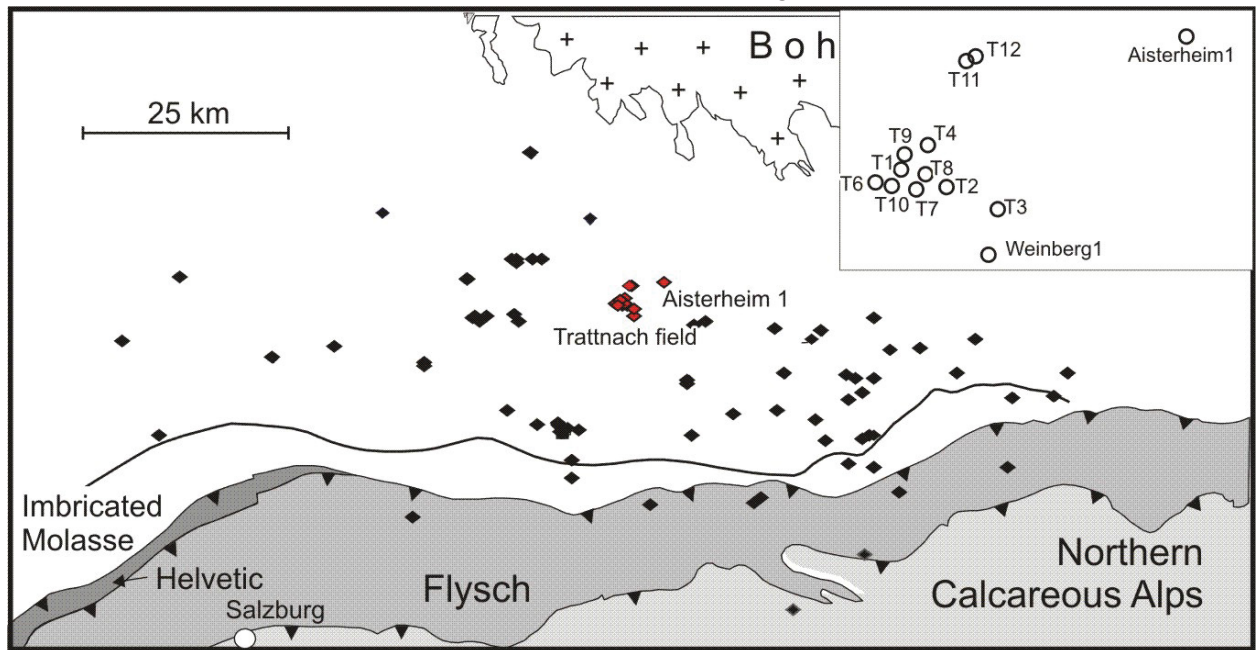 Boh
25 km
T12
Aisterheim1
T11
T9
T4
T1
T8
T6
T2
T10
T7
T3
Weinberg1
Aisterheim 1
Trattnach field
Imbricated
Molasse
Helvetic
Flysch
Northern
Calcareous Alps
Salzburg